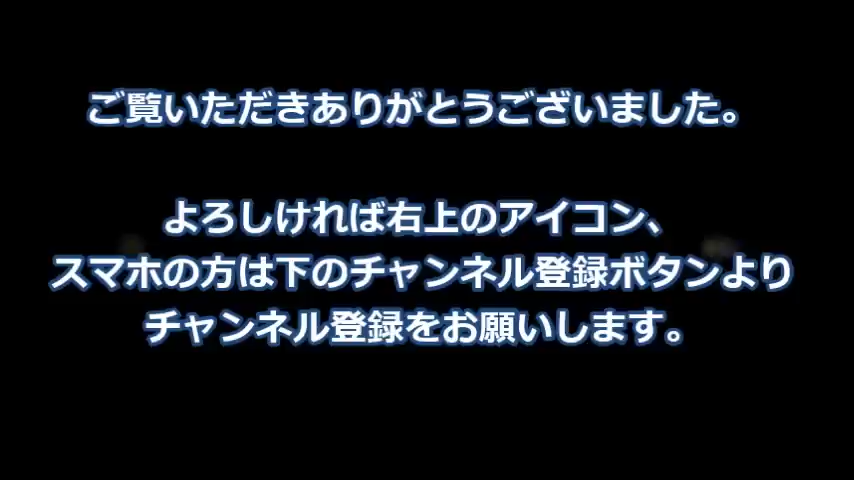 ご覧いただきありがとうございました。
よろしければ右上のアイコン、
スマホの方は下のチャンネル登録ボタンより
チャンネル登録をお願いします。